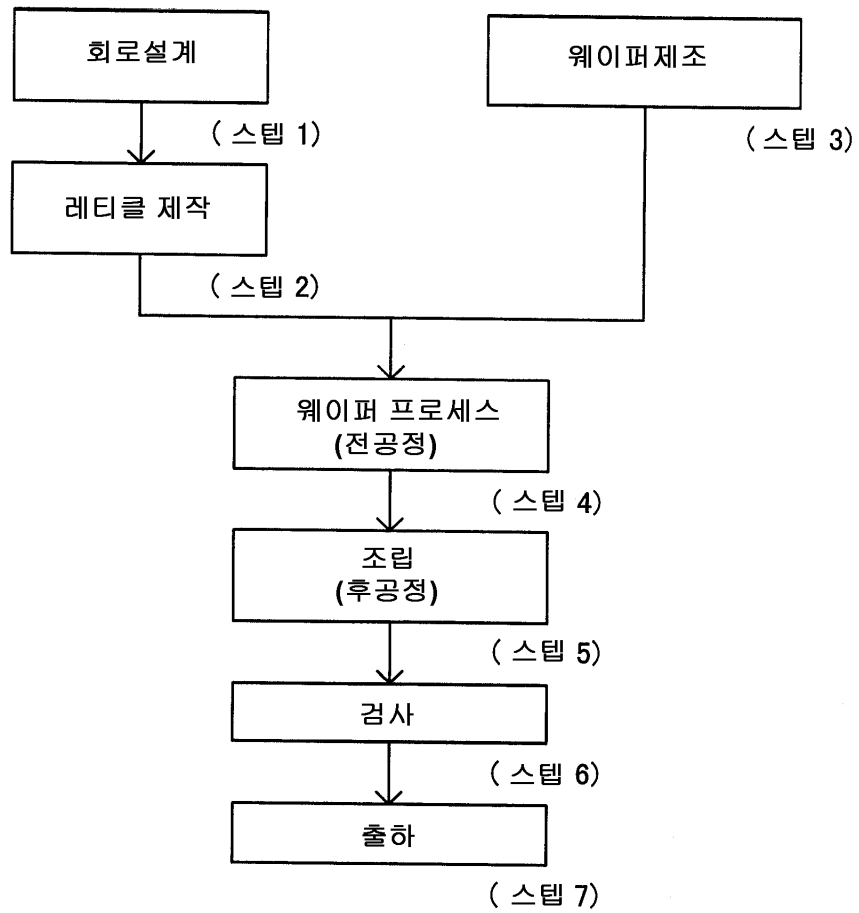 회로설계
웨이퍼제조
( 스텝 1)
( 스텝 3)
레티클 제작
( 스텝 2)
웨이퍼 프로세스
(전공정)
( 스텝 4)
조립
(후공정)
( 스텝 5)
검사
( 스텝 6)
출하
( 스텝 7)